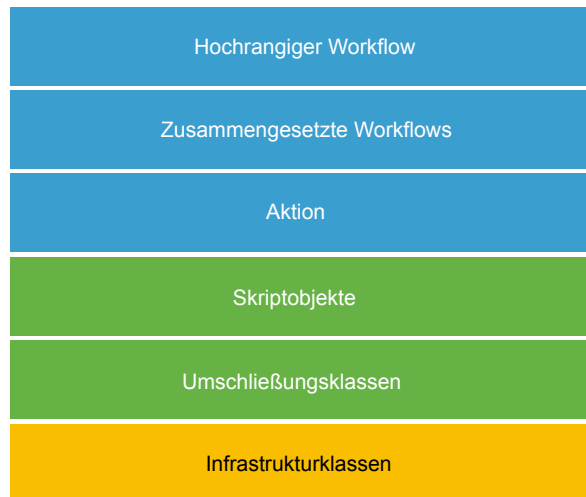 Hochrangiger Workflow
Zusammengesetzte Workflows
Aktion
Skriptobjekte
Umschließungsklassen
Infrastrukturklassen